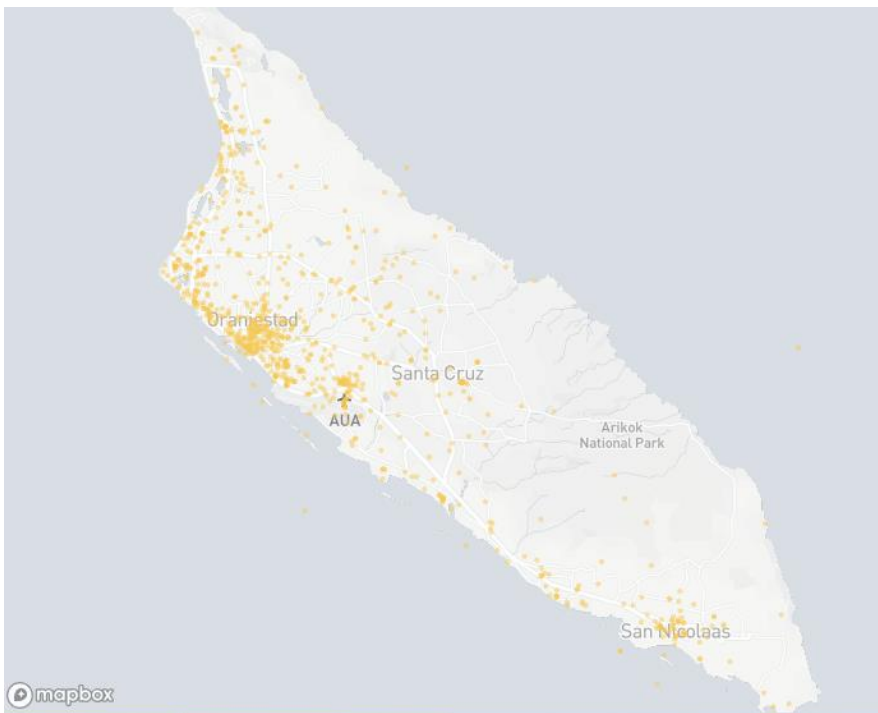 Oranjestad
Santa Cruz
AUA
Arikok
National Park
San Nicolaas
mapbox